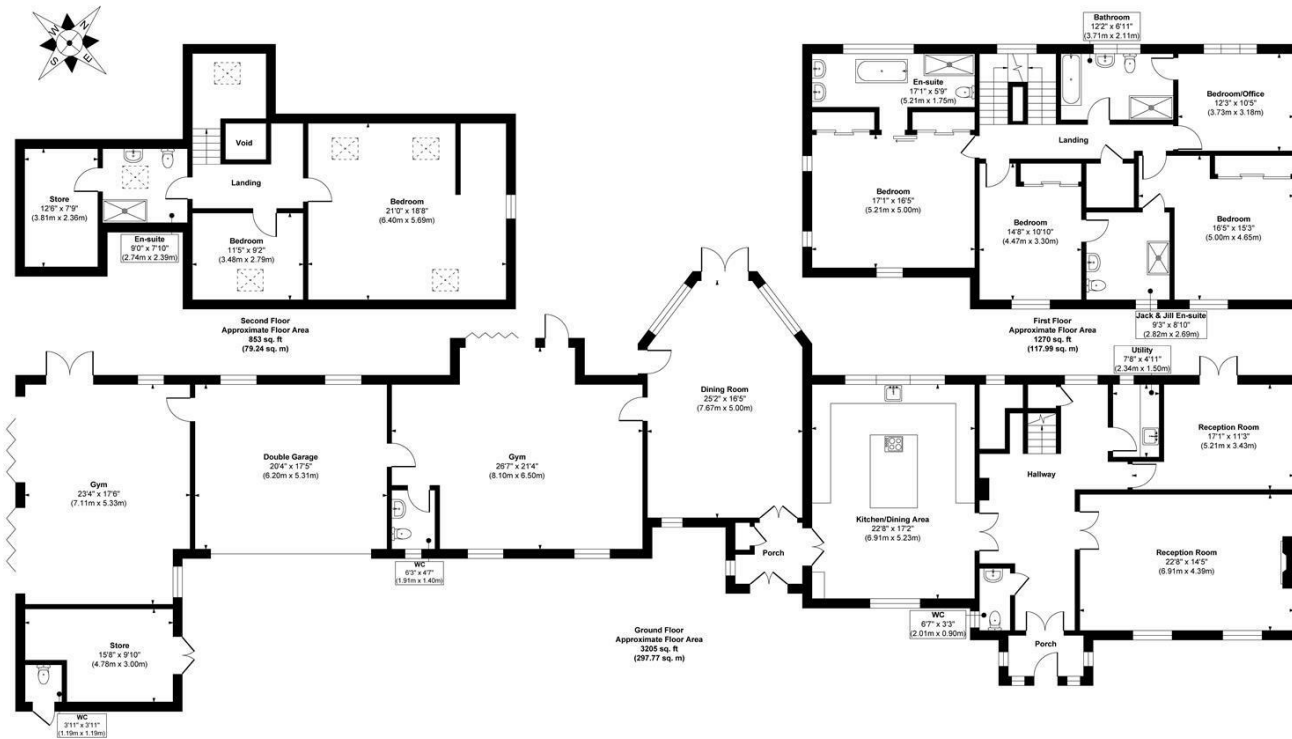 N
E
S
W
Void
Landing
Store
12'6" x 7'9"
(3.81m x 2.36m)
En-suite
9'0" x 7'10"
(2.74m x 2.39m)
Bedroom
11'5" x 9'2"
(3.48m x 2.79m)
Bedroom
21'0" x 18'8"
(6.40m x 5.69m)
Second Floor
Approximate Floor Area
853 sq. ft
(79.24 sq. m)
Bathroom
12'2" x 6'11"
(3.71m x 2.11m)
En-suite
17'1" x 5'9"
(5.21m x 1.75m)
Bedroom/Office
12'3" x 10'5"
(3.73m x 3.18m)
Landing
Bedroom
17'1" x 16'5"
(5.21m x 5.00m)
Bedroom
14'8" x 10'10"
(4.47m x 3.30m)
Bedroom
16'5" x 15'3"
(5.00m x 4.65m)
Jack & Jill En-suite
9'3" x 8'10"
(2.82m x 2.69m)
First Floor
Approximate Floor Area
1270 sq. ft
(117.99 sq. m)
Utility
7'8" x 4'11"
(2.34m x 1.50m)
Gym
23'4" x 17'6"
(7.11m x 5.33m)
Double Garage
20'4" x 17'5"
(6.20m x 5.31m)
Gym
26'7" x 21'4"
(8.10m x 6.50m)
Dining Room
25'2" x 16'5"
(7.67m x 5.00m)
Kitchen/Dining Area
22'8" x 17'2"
(6.91m x 5.23m)
Hallway
Reception Room
17'1" x 11'3"
(5.21m x 3.43m)
Reception Room
22'8" x 14'5"
(6.91m x 4.39m)
Porch
WC
6'3" x 4'7"
(1.91m x 1.40m)
WC
6'7" x 3'3"
(2.01m x 0.90m)
Porch
Store
15'8" x 9'10"
(4.78m x 3.00m)
WC
3'11" x 3'11"
(1.19m x 1.19m)
Ground Floor
Approximate Floor Area
3205 sq. ft
(297.77 sq. m)